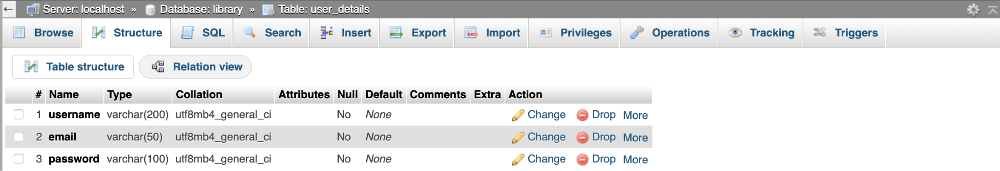 Server: localhost » Database: library » Table: user_details
Browse Structure SQL Search Insert Export Import Privileges Operations Tracking Triggers
Table structure Relation view
# Name Type Collation Attributes Null Default Comments Extra Action
1 username varchar(200) utf8mb4_general_ci No None Change Drop More
2 email varchar(50) utf8mb4_general_ci No None Change Drop More
3 password varchar(100) utf8mb4_general_ci No None Change Drop More